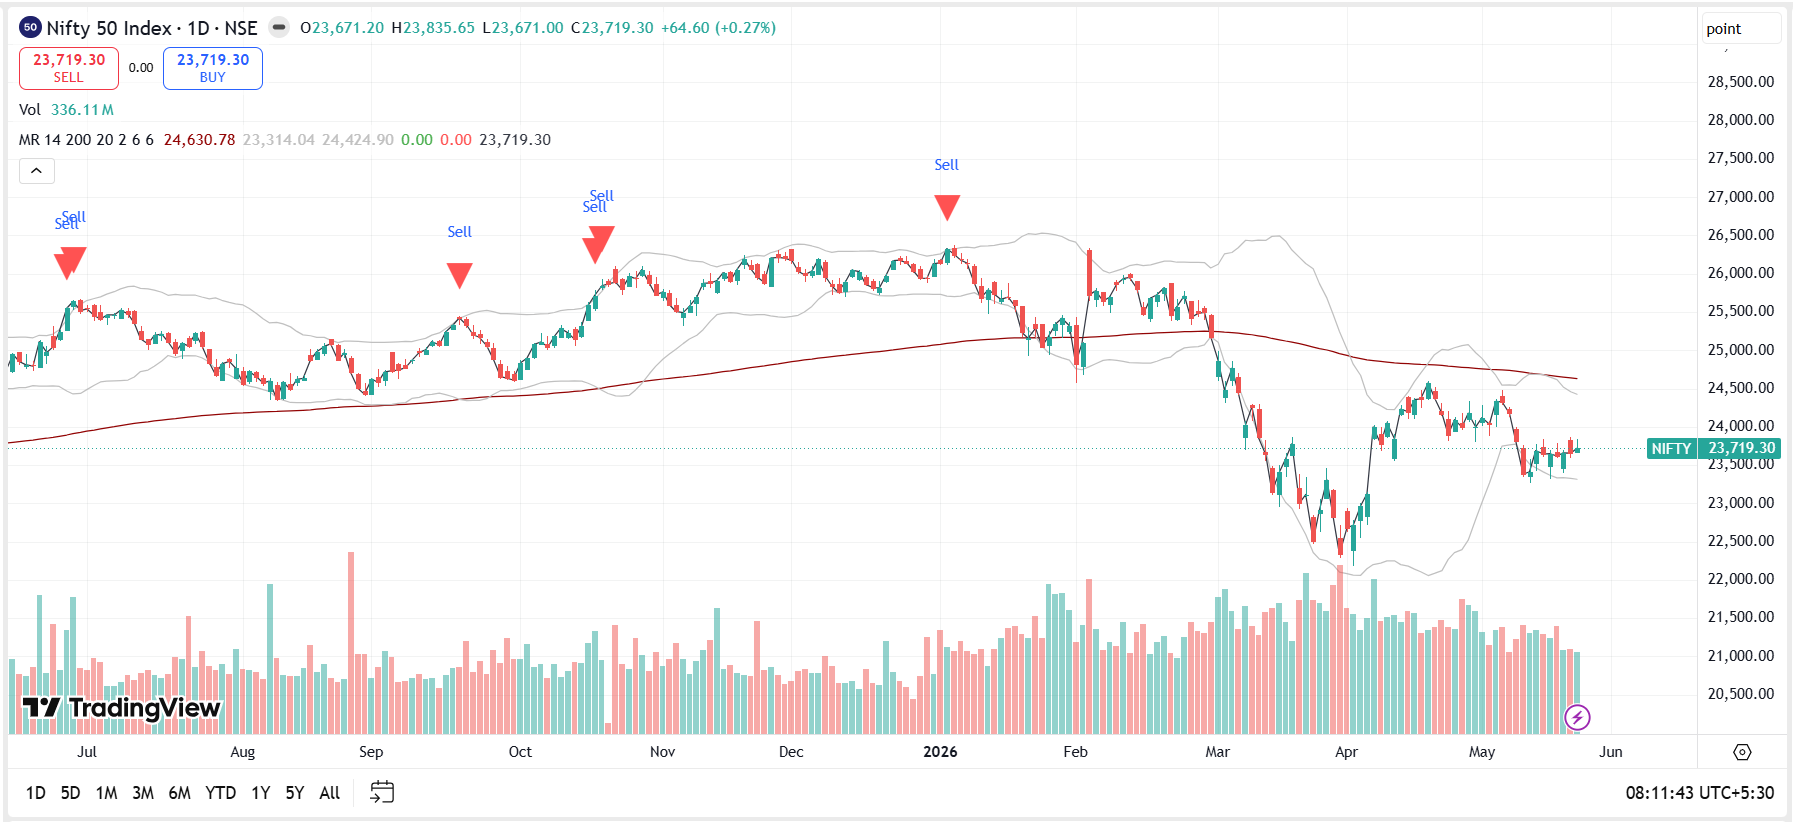 50 Nifty 50 Index · 1D · NSE O23,671.20 H23,835.65 L23,671.00 C23,719.30 +64.60 (+0.27%)
point
23,719.30 SELL
0.00
23,719.30 BUY
Vol 336.11 M
MR 14 200 20 2 6 6 24,630.78 23,314.04 24,424.90 0.00 0.00 23,719.30
Sell
Sell
Sell
Sell
Sell
Sell
28,500.00
28,000.00
27,500.00
27,000.00
26,500.00
26,000.00
25,500.00
25,000.00
24,500.00
24,000.00
NIFTY 23,719.30
23,500.00
23,000.00
22,500.00
22,000.00
21,500.00
21,000.00
20,500.00
TradingView
Jul Aug Sep Oct Nov Dec 2026 Feb Mar Apr May Jun
1D 5D 1M 3M 6M YTD 1Y 5Y All
08:11:43 UTC+5:30